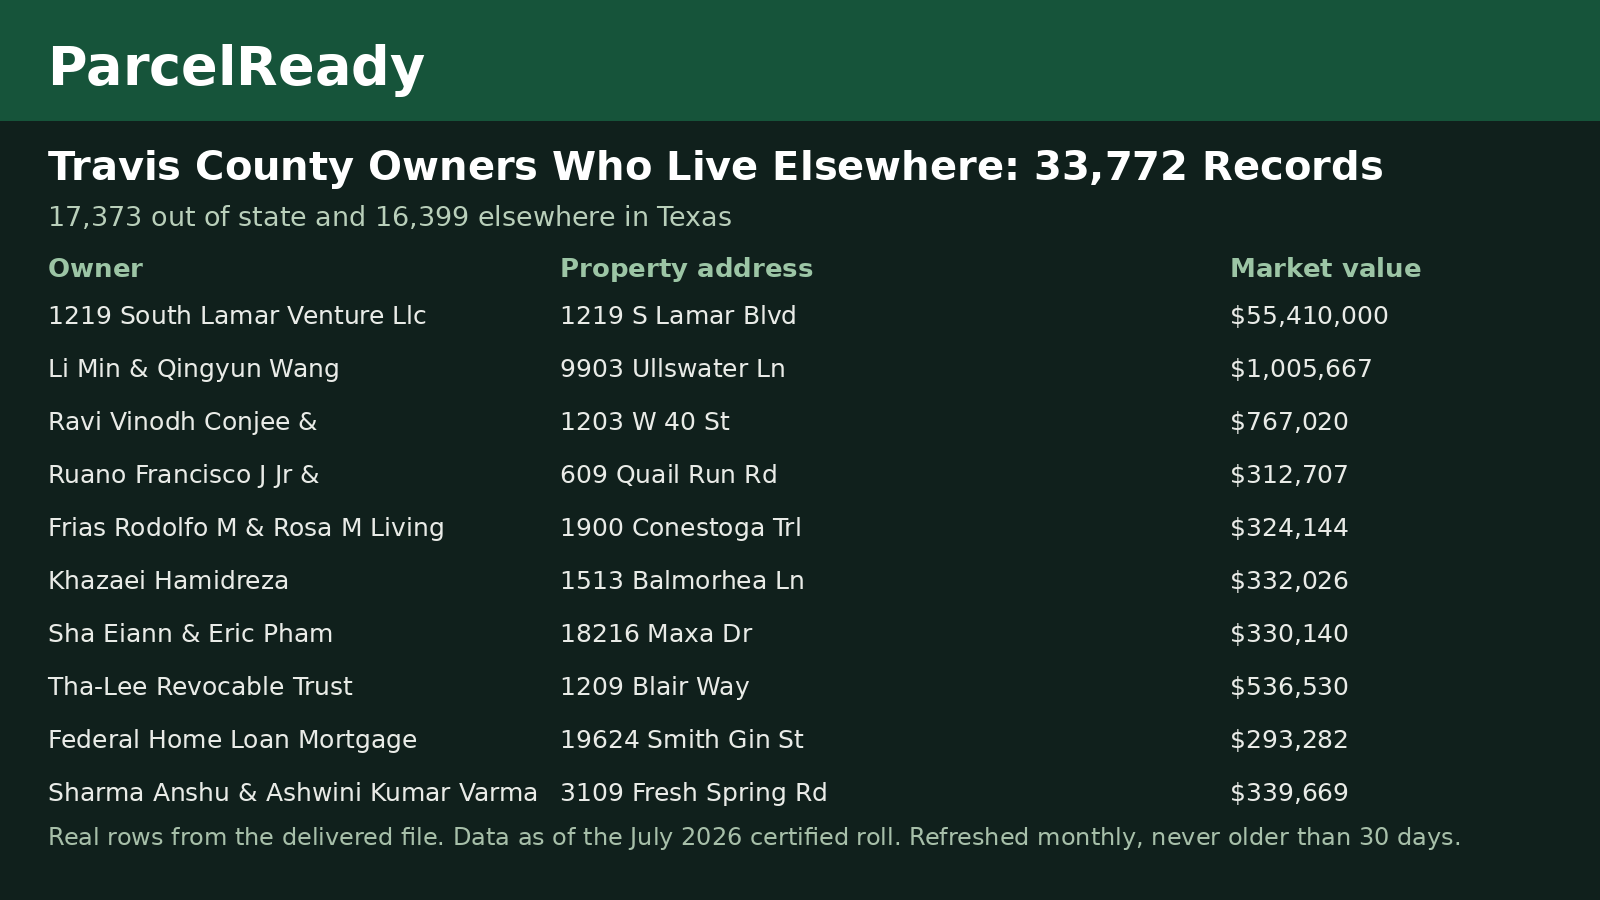 ParcelReady
Travis County Owners Who Live Elsewhere: 33,772 Records
17,373 out of state and 16,399 elsewhere in Texas
Owner Property address Market value
1219 South Lamar Venture Llc 1219 S Lamar Blvd $55,410,000
Li Min & Qingyun Wang 9903 Ullswater Ln $1,005,667
Ravi Vinodh Conjee & 1203 W 40 St $767,020
Ruano Francisco J Jr & 609 Quail Run Rd $312,707
Frias Rodolfo M & Rosa M Living 1900 Conestoga Trl $324,144
Khazaei Hamidreza 1513 Balmorhea Ln $332,026
Sha Eiann & Eric Pham 18216 Maxa Dr $330,140
Tha-Lee Revocable Trust 1209 Blair Way $536,530
Federal Home Loan Mortgage 19624 Smith Gin St $293,282
Sharma Anshu & Ashwini Kumar Varma 3109 Fresh Spring Rd $339,669
Real rows from the delivered file. Data as of the July 2026 certified roll. Refreshed monthly, never older than 30 days.